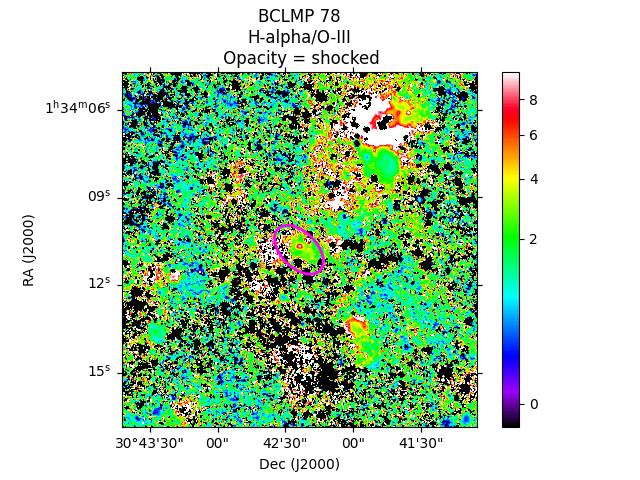 BCLMP 78
H-alpha/O-III
Opacity = shocked
1ʰ34ᵐ06ˢ
09ˢ
12ˢ
15ˢ
RA (J2000)
30°43'30" 00" 42'30" 00" 41'30"
Dec (J2000)
8
6
4
2
0